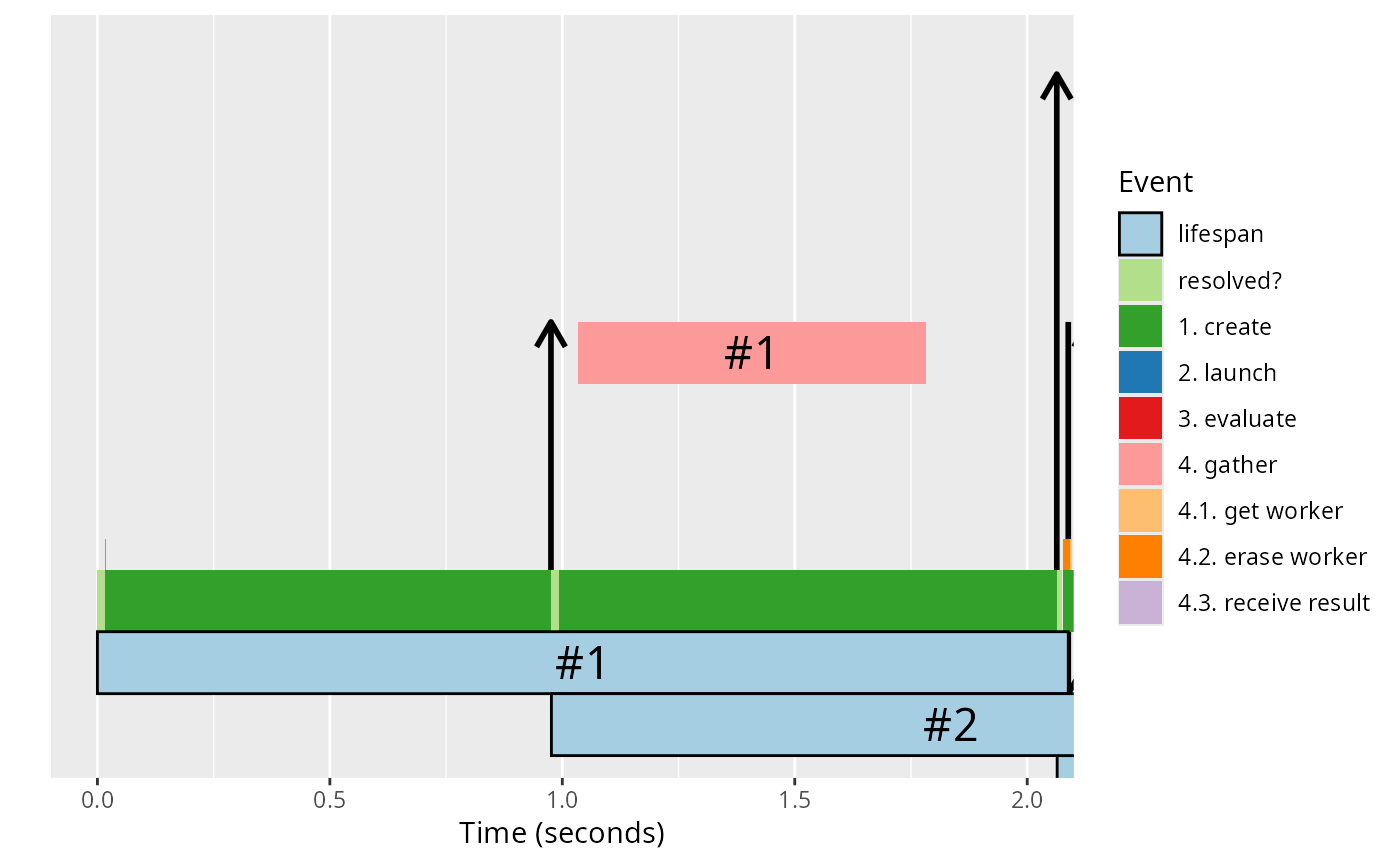 #1
#1
#2
0.0 0.5 1.0 1.5 2.0
Time (seconds)
Event
lifespan
resolved?
1. create
2. launch
3. evaluate
4. gather
4.1. get worker
4.2. erase worker
4.3. receive result